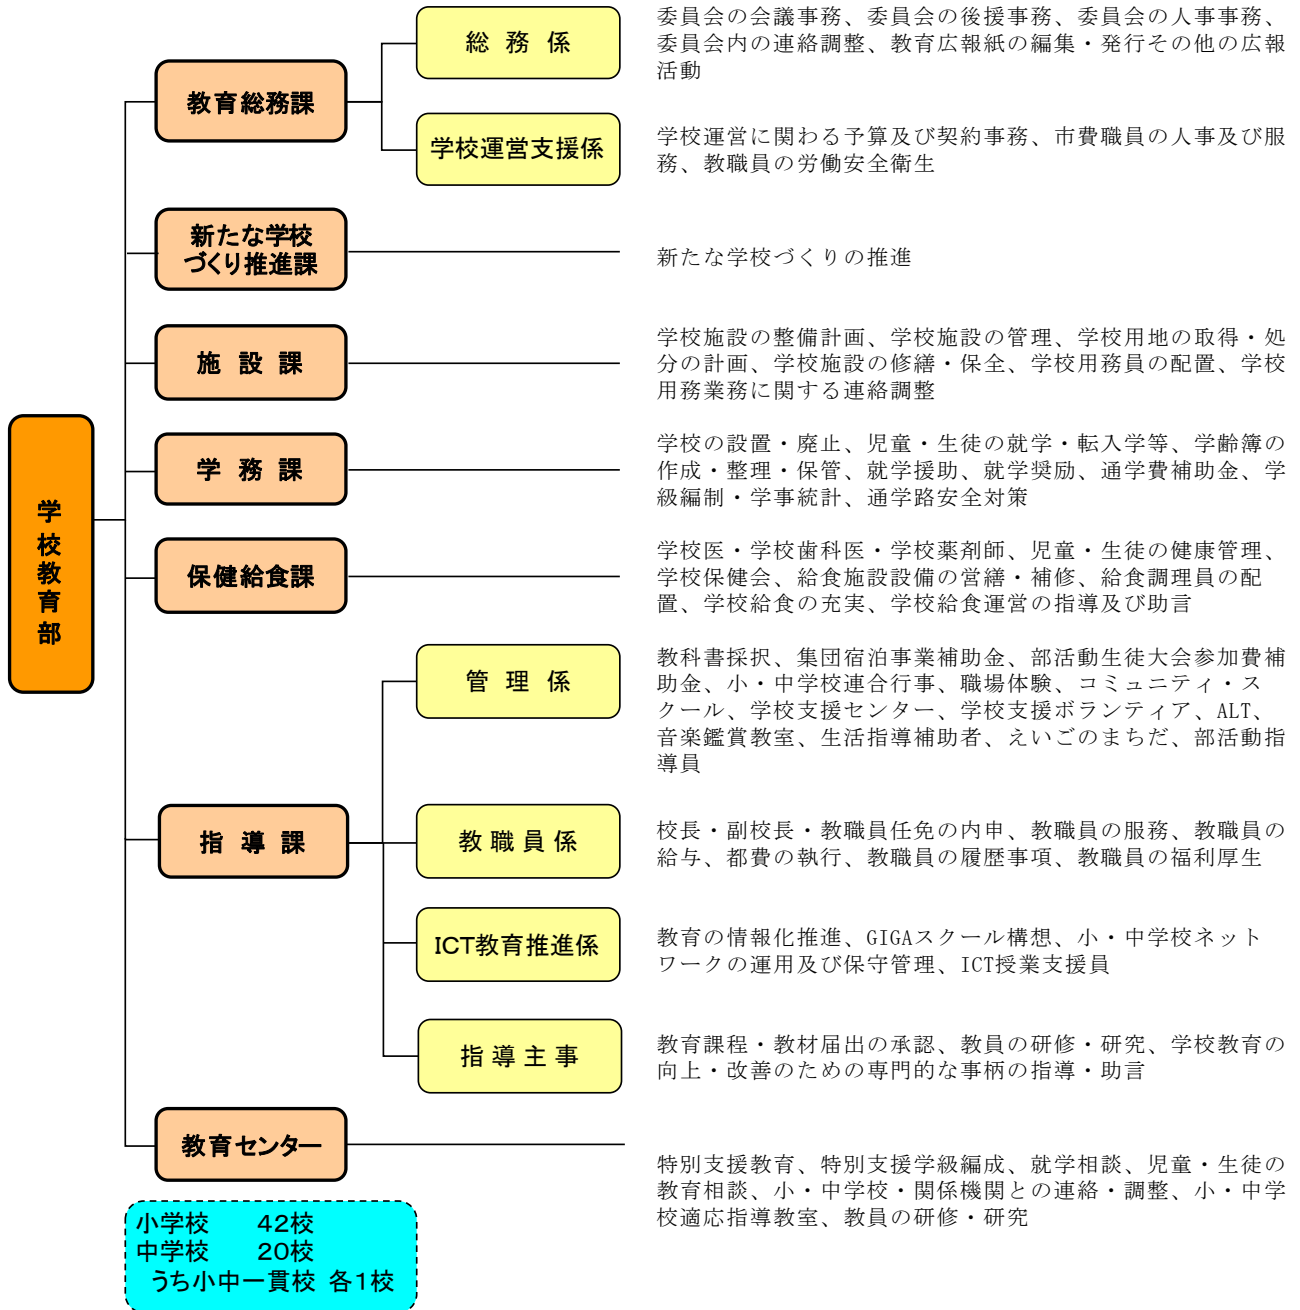 学校教育部
教育総務課
総務係
委員会の会議事務、委員会の後援事務、委員会の人事事務、
委員会内の連絡調整、教育広報紙の編集・発行その他の広報
活動
学校運営支援係
学校運営に関わる予算及び契約事務、市費職員の人事及び服
務、教職員の労働安全衛生
新たな学校
づくり推進課
新たな学校づくりの推進
施設課
学校施設の整備計画、学校施設の管理、学校用地の取得・処
分の計画、学校施設の修繕・保全、学校用務員の配置、学校
用務業務に関する連絡調整
学務課
学校の設置・廃止、児童・生徒の就学・転入学等、学齢簿の
作成・整理・保管、就学援助、就学奨励、通学費補助金、学
級編制・学事統計、通学路安全対策
保健給食課
学校医・学校歯科医・学校薬剤師、児童・生徒の健康管理、
学校保健会、給食施設設備の営繕・補修、給食調理員の配
置、学校給食の充実、学校給食運営の指導及び助言
指導課
管理係
教科書採択、集団宿泊事業補助金、部活動生徒大会参加費補
助金、小・中学校連合行事、職場体験、コミュニティ・ス
クール、学校支援センター、学校支援ボランティア、ALT、
音楽鑑賞教室、生活指導補助者、えいごのまちだ、部活動指
導員
教職員係
校長・副校長・教職員任免の内申、教職員の服務、教職員の
給与、都費の執行、教職員の履歴事項、教職員の福利厚生
ICT教育推進係
教育の情報化推進、GIGAスクール構想、小・中学校ネット
ワークの運用及び保守管理、ICT授業支援員
指導主事
教育課程・教材届出の承認、教員の研修・研究、学校教育の
向上・改善のための専門的な事柄の指導・助言
教育センター
特別支援教育、特別支援学級編成、就学相談、児童・生徒の
教育相談、小・中学校・関係機関との連絡・調整、小・中学
校適応指導教室、教員の研修・研究
小学校　42校
中学校　20校
うち小中一貫校 各1校